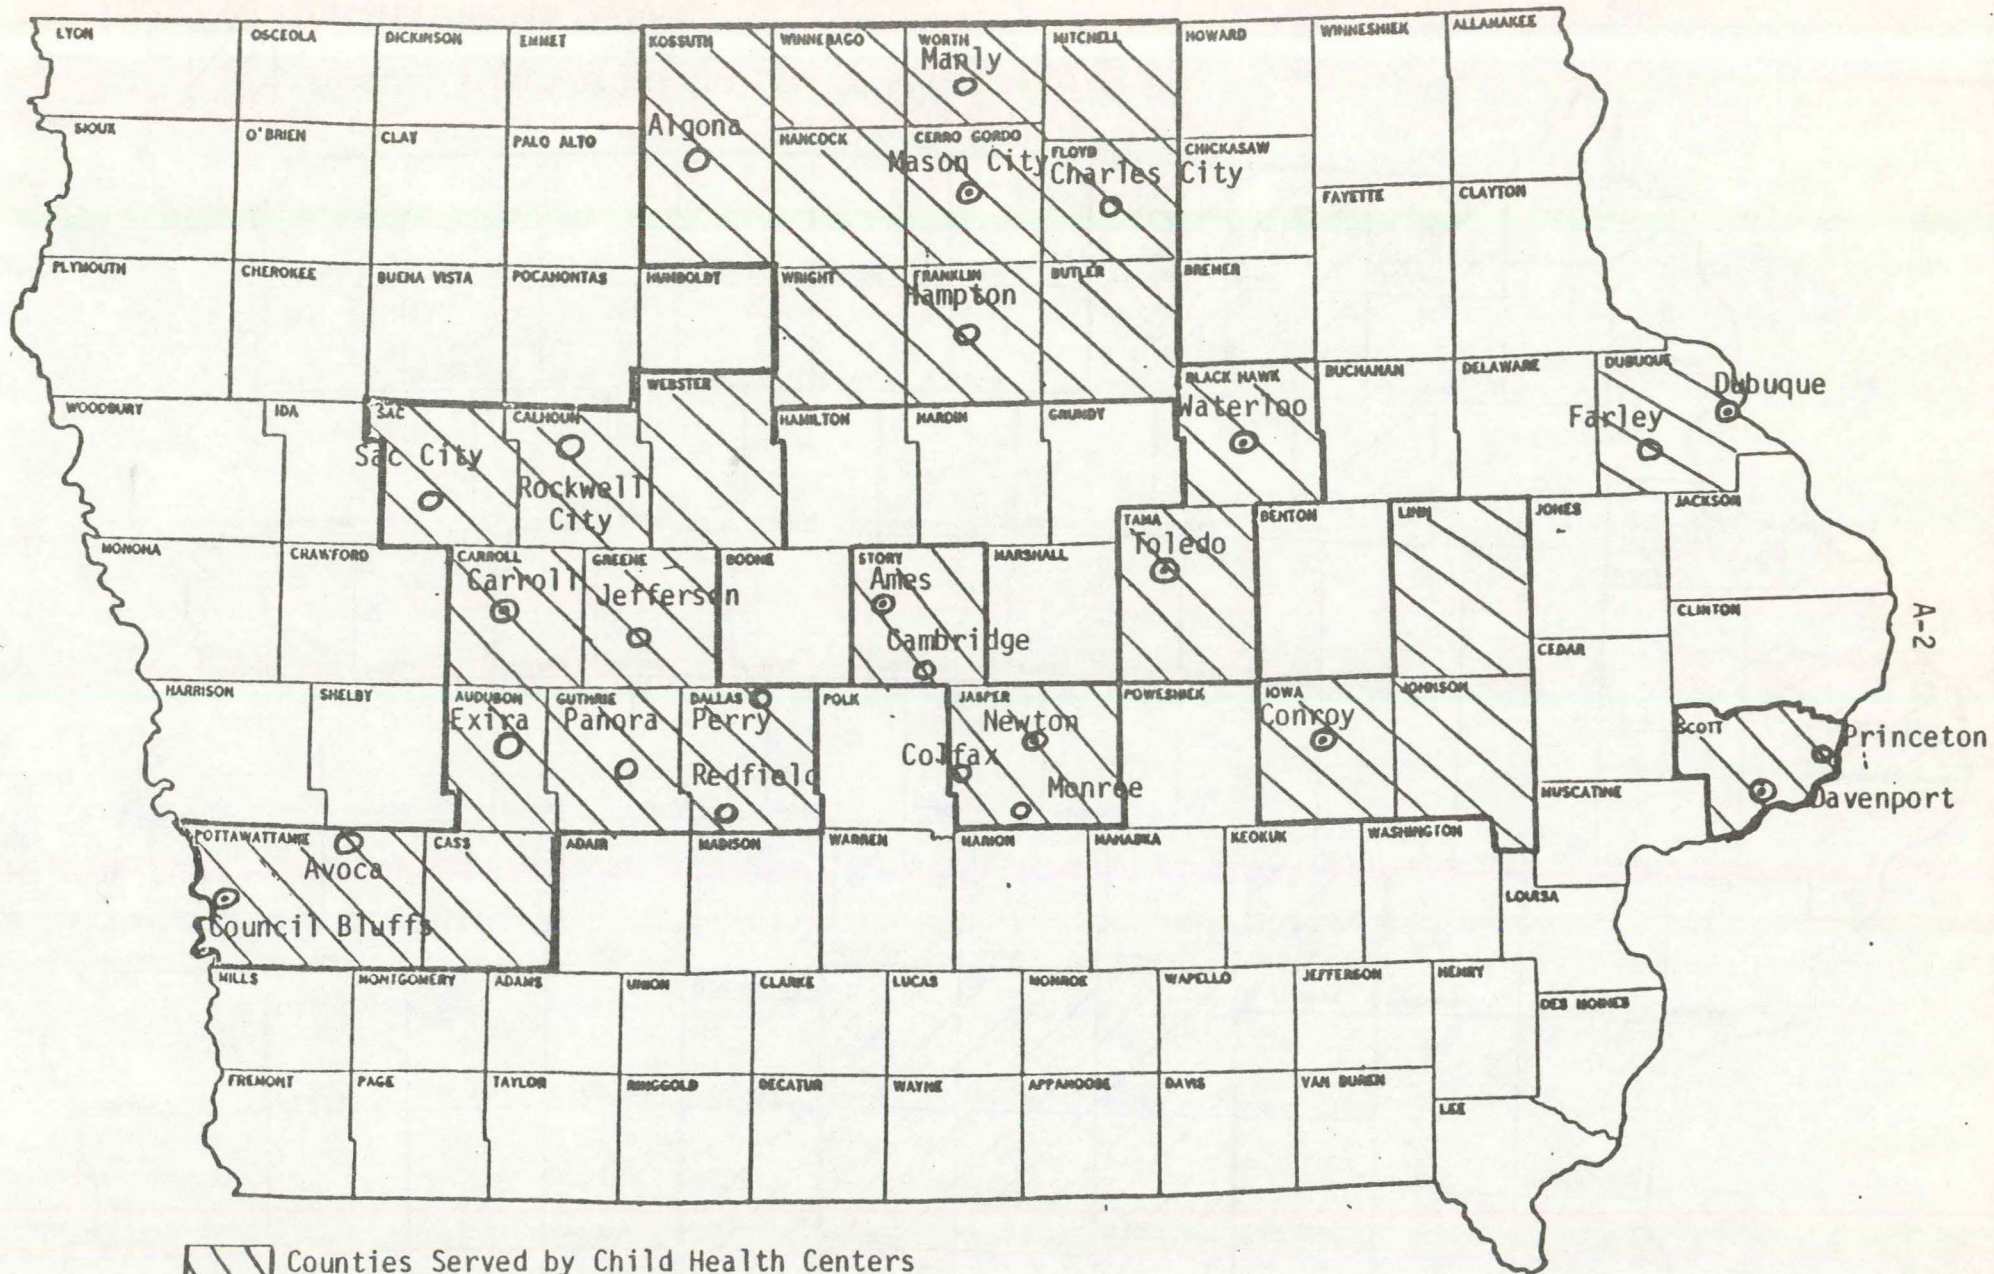 LYON OSCEOLA DICKINSON EMMET KOSSUTH WINNEBAGO WORTH MITCHELL HOWARD WINNESHIEK ALLAMAKEE
Manly
SIOUX O'BRIEN CLAY PALO ALTO Algona HANCOCK CERRO GORDO FLOYD CHICKASAW
Mason City Charles City
FAYETTE CLAYTON
PLYMOUTH CHEROKEE BUENA VISTA POCAHONTAS HUMBOLDT WRIGHT FRANKLIN BUTLER BREMER
Hampton
WEBSTER BLACK HAWK BUCHANAN DELAWARE DUBUQUE
Dubuque
Waterloo Farley
WOODBURY IDA SAC CALHOUN HAMILTON HARDIN GRUNDY
Sac City
Rockwell
City
TAMA BENTON LINN JONES JACKSON
Toledo
MONONA CRAWFORD CARROLL GREENE BOONE STORY MARSHALL
Carroll Jefferson Ames
CLINTON
A-2
Cambridge
CEDAR
HARRISON SHELBY AUDUBON GUTHRIE DALLAS POLK JASPER POWESHIEK IOWA JOHNSON
Exira Panora Perry Newton Conroy
SCOTT
Princeton
Colfax
Redfield
Monroe
MUSCATINE
Davenport
POTTAWATTAMIE CASS ADAIR MADISON WARREN MARION MAHASKA KEOKUK WASHINGTON
Avoca
LOUISA
Council Bluffs
MILLS MONTGOMERY ADAMS UNION CLARKE LUCAS MONROE WAPELLO JEFFERSON HENRY
DES MOINES
FREMONT PAGE TAYLOR RINGGOLD DECATUR WAYNE APPANOOSE DAVIS VAN BUREN
LEE
Counties Served by Child Health Centers